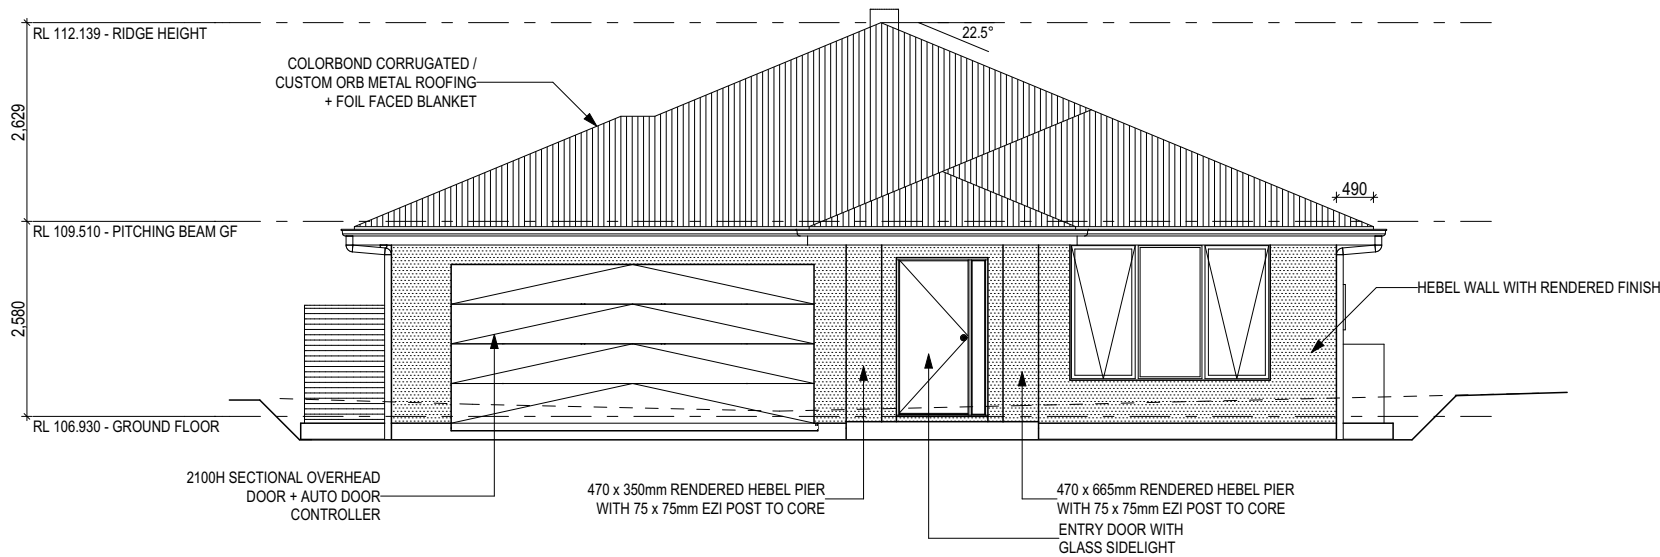 RL 112.139 - RIDGE HEIGHT
22.5°
COLORBOND CORRUGATED /
CUSTOM ORB METAL ROOFING
+ FOIL FACED BLANKET
2,629
490
RL 109.510 - PITCHING BEAM GF
HEBEL WALL WITH RENDERED FINISH
2,580
RL 106.930 - GROUND FLOOR
2100H SECTIONAL OVERHEAD
DOOR + AUTO DOOR
CONTROLLER
470 x 350mm RENDERED HEBEL PIER
WITH 75 x 75mm EZI POST TO CORE
470 x 665mm RENDERED HEBEL PIER
WITH 75 x 75mm EZI POST TO CORE
ENTRY DOOR WITH
GLASS SIDELIGHT